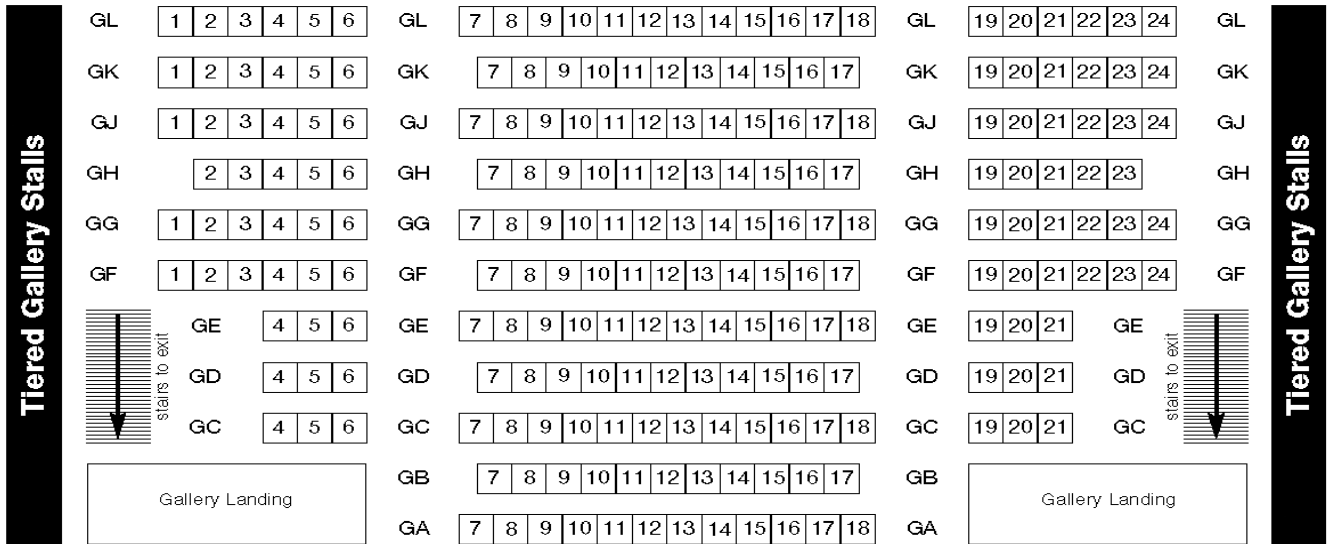 Tiered Gallery Stalls
GL 1 2 3 4 5 6 GL 7 8 9 10 11 12 13 14 15 16 17 18 GL 19 20 21 22 23 24 GL
GK 1 2 3 4 5 6 GK 7 8 9 10 11 12 13 14 15 16 17 GK 19 20 21 22 23 24 GK
GJ 1 2 3 4 5 6 GJ 7 8 9 10 11 12 13 14 15 16 17 18 GJ 19 20 21 22 23 24 GJ
GH 2 3 4 5 6 GH 7 8 9 10 11 12 13 14 15 16 17 GH 19 20 21 22 23 GH
GG 1 2 3 4 5 6 GG 7 8 9 10 11 12 13 14 15 16 17 18 GG 19 20 21 22 23 24 GG
GF 1 2 3 4 5 6 GF 7 8 9 10 11 12 13 14 15 16 17 GF 19 20 21 22 23 24 GF
GE 4 5 6 GE 7 8 9 10 11 12 13 14 15 16 17 18 GE 19 20 21 GE
GD 4 5 6 GD 7 8 9 10 11 12 13 14 15 16 17 GD 19 20 21 GD
GC 4 5 6 GC 7 8 9 10 11 12 13 14 15 16 17 18 GC 19 20 21 GC
stairs to exit
stairs to exit
GB 7 8 9 10 11 12 13 14 15 16 17 GB
Gallery Landing
Gallery Landing
GA 7 8 9 10 11 12 13 14 15 16 17 18 GA
Tiered Gallery Stalls